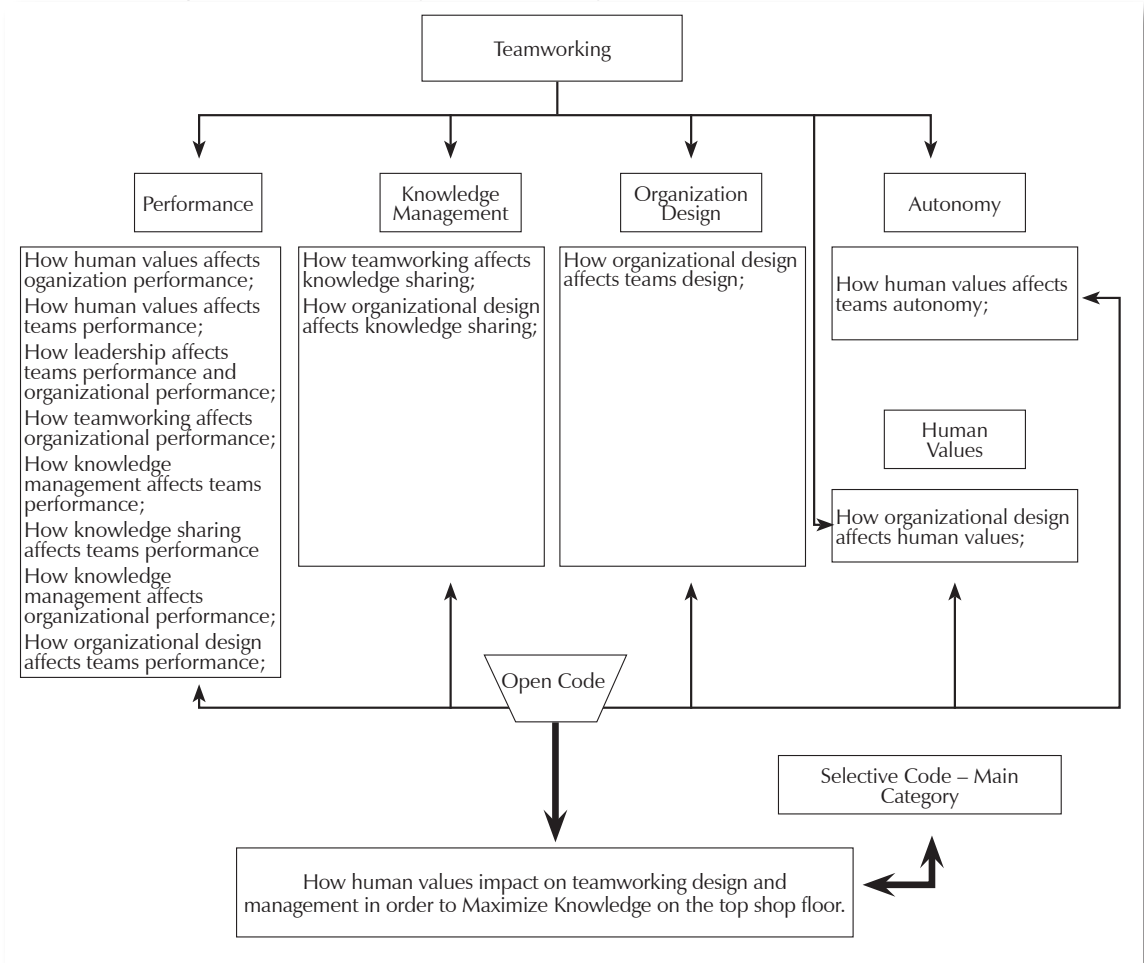 Teamworking
Performance
Knowledge
Management
Organization
Design
Autonomy
How human values affects
oganization performance;
How human values affects
teams performance;
How leadership affects
teams performance and
organizational performance;
How teamworking affects
organizational performance;
How knowledge
management affects teams
performance;
How knowledge sharing
affects teams performance
How knowledge
management affects
organizational performance;
How organizational design
affects teams performance;
How teamworking affects
knowledge sharing;
How organizational design
affects knowledge sharing;
How organizational design
affects teams design;
How human values affects
teams autonomy;
Human
Values
How organizational design
affects human values;
Open Code
Selective Code – Main
Category
How human values impact on teamworking design and
management in order to Maximize Knowledge on the top shop floor.